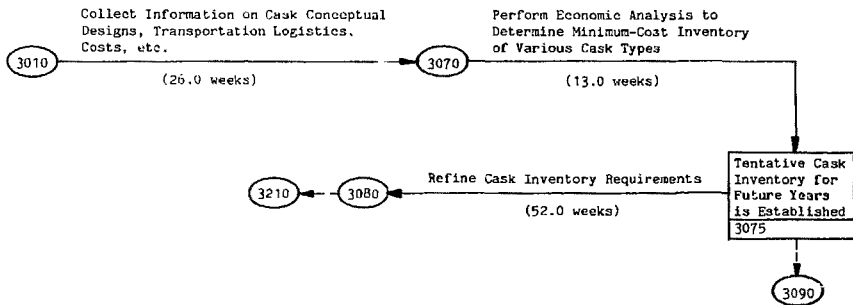 Collect Information on Cask Conceptual
Designs, Transportation Logistics,
Costs, etc.
3010
(26.0 weeks)
3070
Perform Economic Analysis to
Determine Minimum-Cost Inventory
of Various Cask Types
(13.0 weeks)
Tentative Cask
Inventory for
Future Years
is Established
3075
Refine Cask Inventory Requirements
(52.0 weeks)
3080
3210
3090